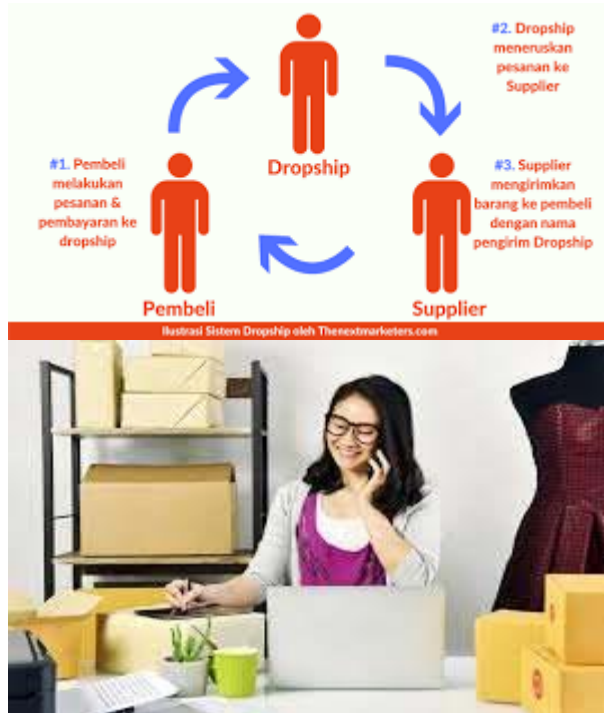 #2. Dropship
meneruskan
pesanan ke
Supplier
Dropship
#1. Pembeli
melakukan
pesanan &
pembayaran ke
dropship
#3. Supplier
mengirimkan
barang ke pembeli
dengan nama
pengirim Dropship
Pembeli
Supplier
Ilustrasi Sistem Dropship oleh Thenextmarketers.com